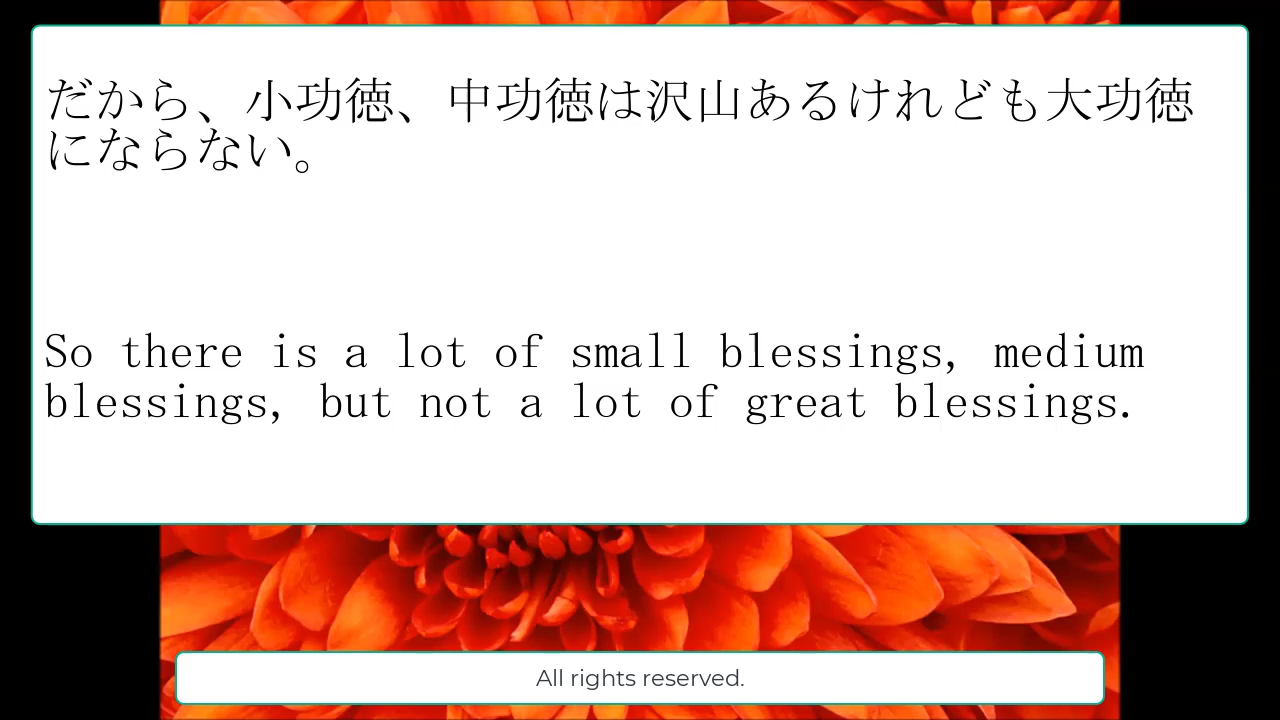 だから、小功徳、中功徳は沢山あるけれども大功徳
にならない。
So there is a lot of small blessings, medium
blessings, but not a lot of great blessings.
All rights reserved.